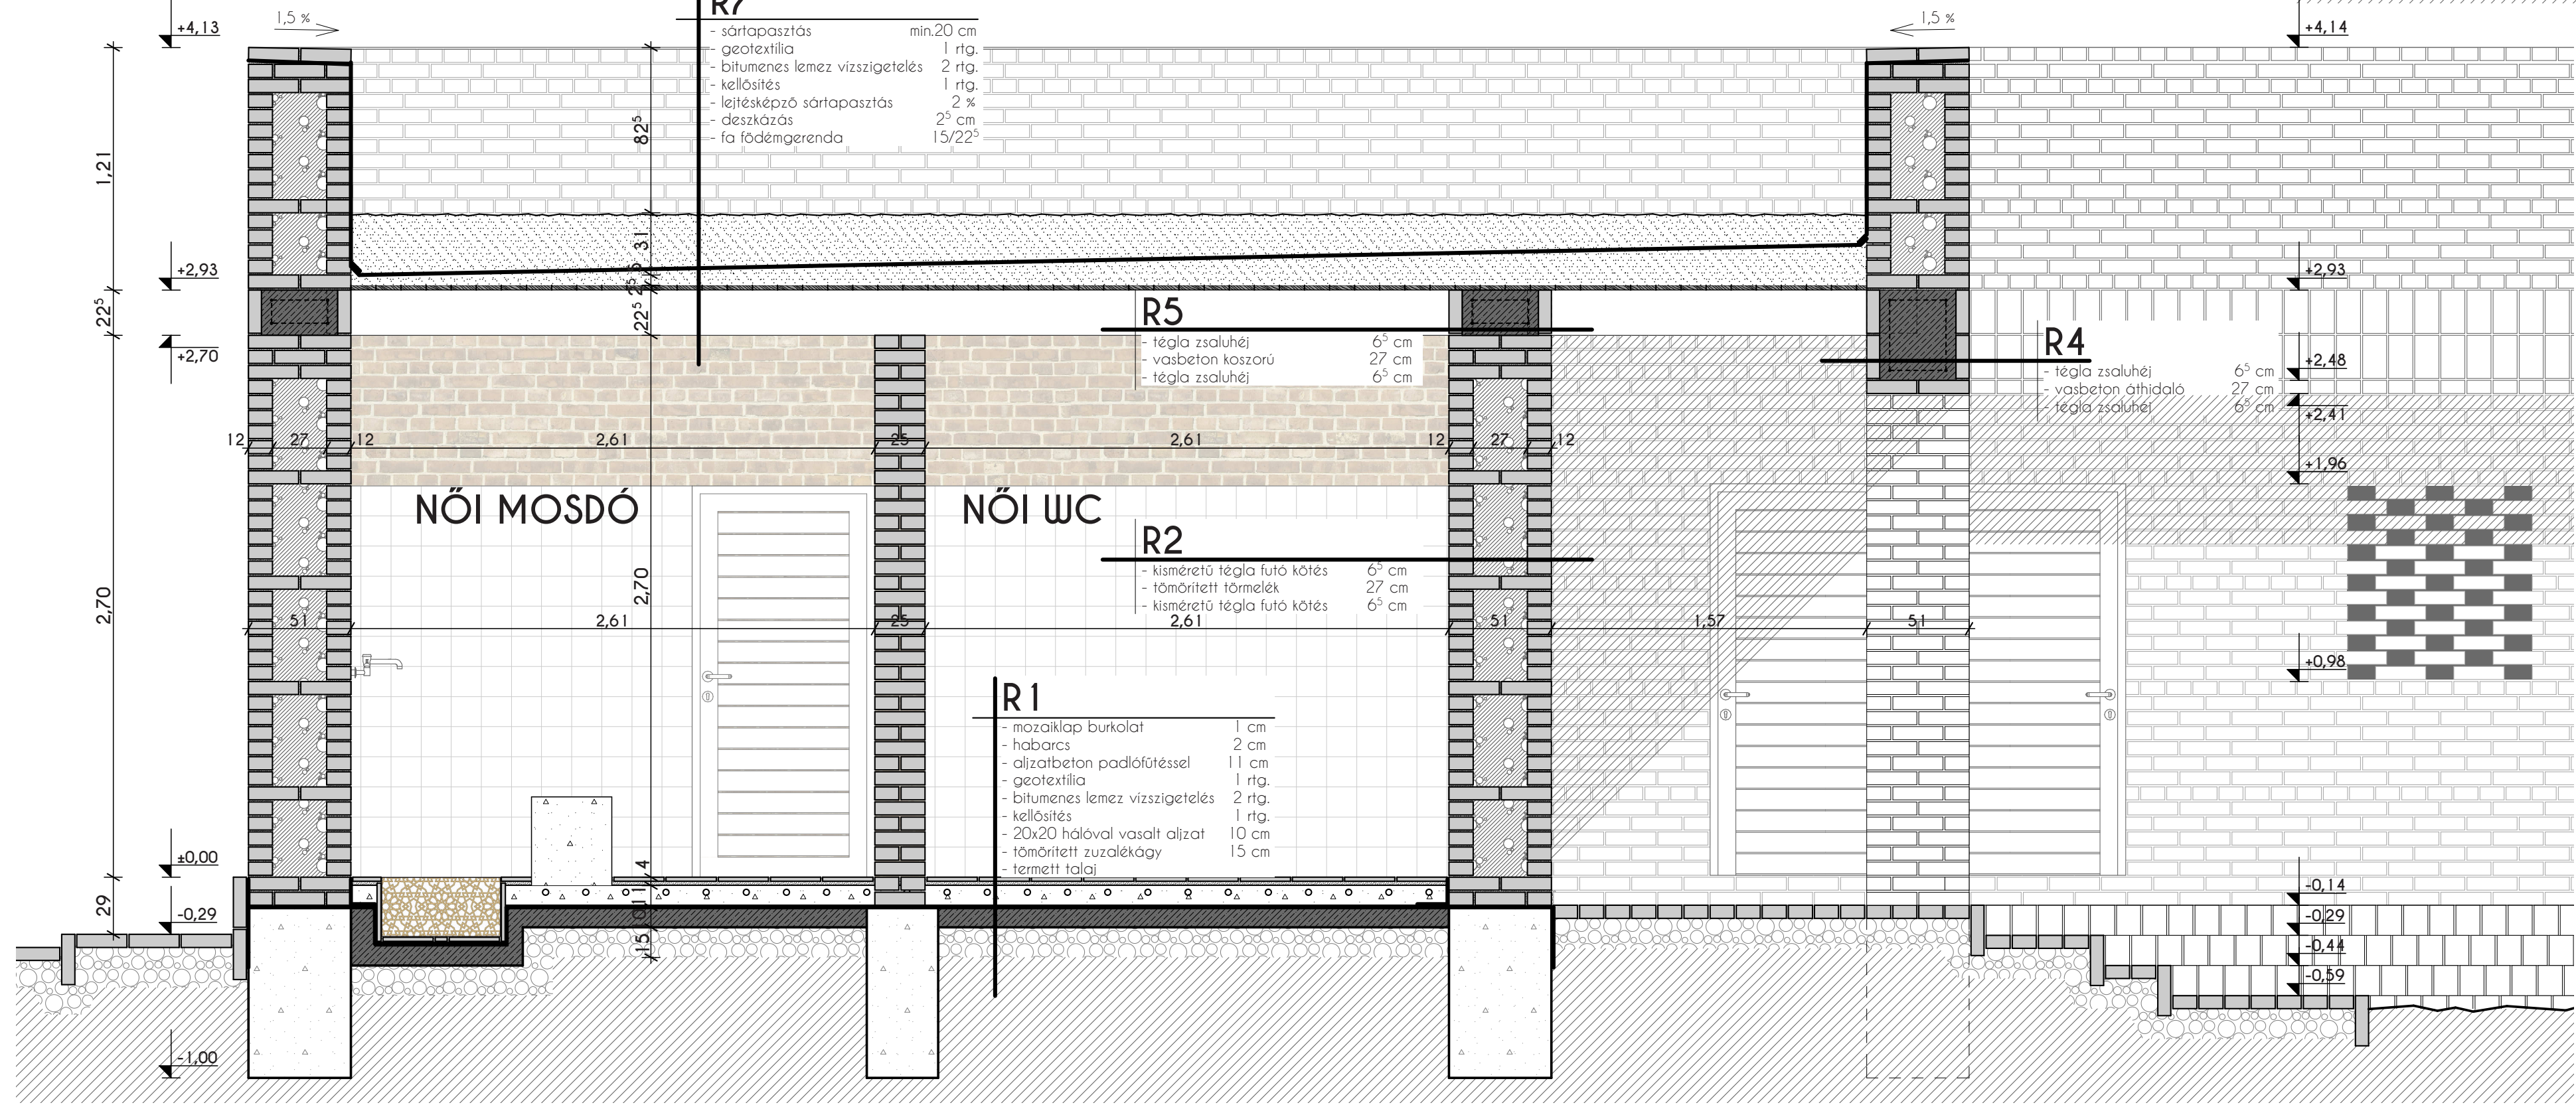 R7
- sártapasztás min.20 cm
- geotextília 1 rtg.
- bitumenes lemez vízszigetelés 2 rtg.
- kellősítés 1 rtg.
- lejtésképző sártapasztás 2 %
- deszkázás 2⁵ cm
- fa födémgerenda 15/22⁵
1,5 %
1,5 %
+4,13
+4,14
1,21
82⁵
31
+2,93
+2,93
22⁵
22⁵
+2,70
R5
- tégla zsaluhéj 6⁵ cm
- vasbeton koszorú 27 cm
- tégla zsaluhéj 6⁵ cm
R4
- tégla zsaluhéj 6⁵ cm
- vasbeton áthidaló 27 cm
- tégla zsaluhéj 6⁵ cm
+2,48
+2,41
+1,96
12 27 12 2,61 25 2,61 12 27 12
NŐI MOSDÓ
NŐI WC
R2
- kisméretű tégla futó kötés 6⁵ cm
- tömörített törmelék 27 cm
- kisméretű tégla futó kötés 6⁵ cm
2,70
2,70
51 2,61 25 2,61 51 1,57 51
+0,98
R1
- mozaiklap burkolat 1 cm
- habarcs 2 cm
- aljzatbeton padlófűtéssel 11 cm
- geotextília 1 rtg.
- bitumenes lemez vízszigetelés 2 rtg.
- kellősítés 1 rtg.
- 20x20 hálóval vasalt aljzat 10 cm
- tömörített zuzalékágy 15 cm
- termett talaj
±0,00
29
-0,29
15
-1,00
-0,14
-0,29
-0,44
-0,59